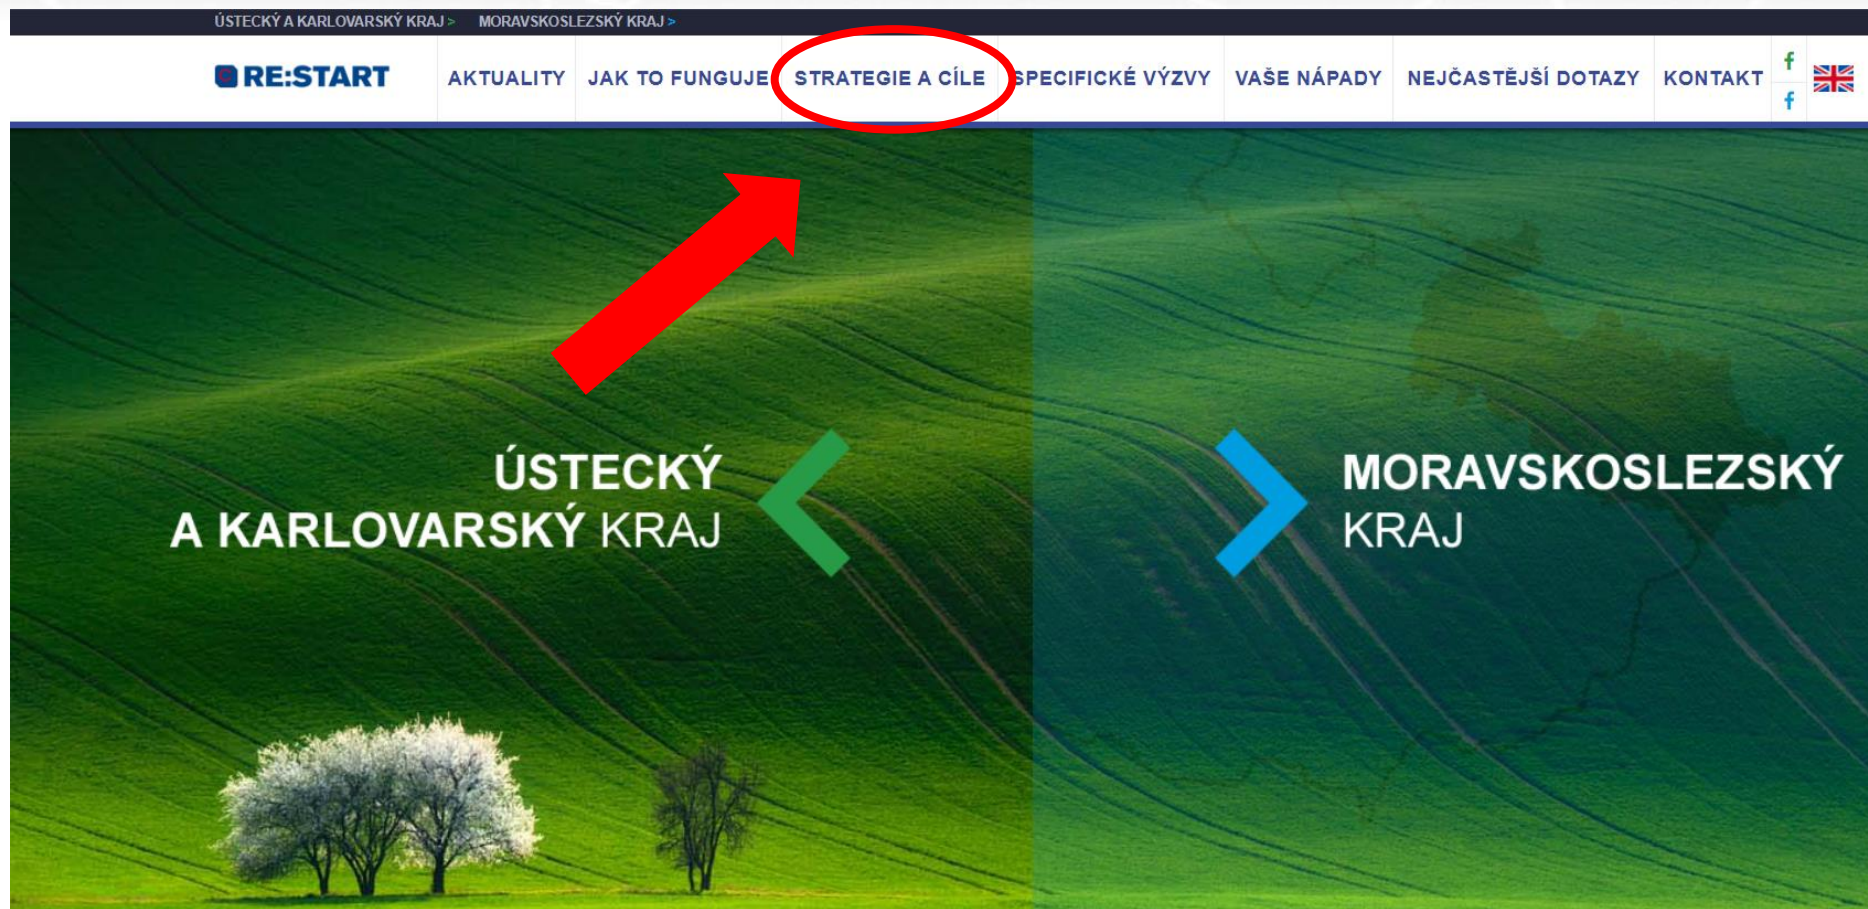 ÚSTECKÝ A KARLOVARSKÝ KRAJ > MORAVSKOSLEZSKÝ KRAJ >
RE:START AKTUALITY JAK TO FUNGUJE STRATEGIE A CÍLE SPECIFICKÉ VÝZVY VAŠE NÁPADY NEJČASTĚJŠÍ DOTAZY KONTAKT f
f
ÚSTECKÝ
A KARLOVARSKÝ KRAJ
MORAVSKOSLEZSKÝ
KRAJ